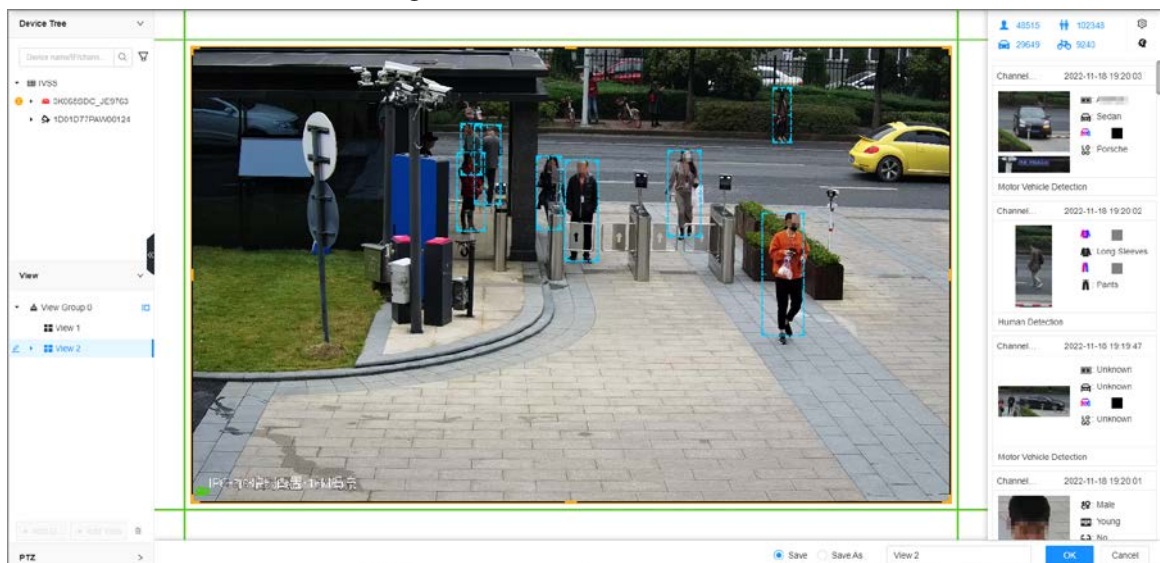 Device Tree
IVSS
View
View Group 0
View 1
View 2
PTZ
48515
102348
29649
9240
Channel... 2022-11-18 19:20:03
Sedan
Porsche
Motor Vehicle Detection
Channel... 2022-11-18 19:20:02
Long Sleeves
Pants
Human Detection
Channel... 2022-11-18 19:19:47
Unknown
Unknown
Unknown
Motor Vehicle Detection
Channel... 2022-11-18 19:20:01
Male
Young
No
Save
Save As
View 2
OK
Cancel